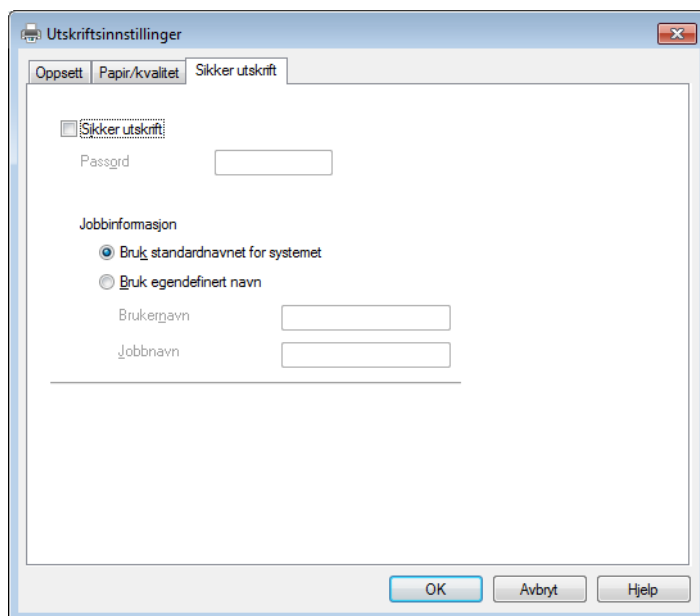 Utskriftsinnstillinger
Oppsett Papir/kvalitet Sikker utskrift
Sikker utskrift
Passord
Jobbinformasjon
Bruk standardnavnet for systemet
Bruk egendefinert navn
Brukernavn
Jobbnavn
OK Avbryt Hjelp